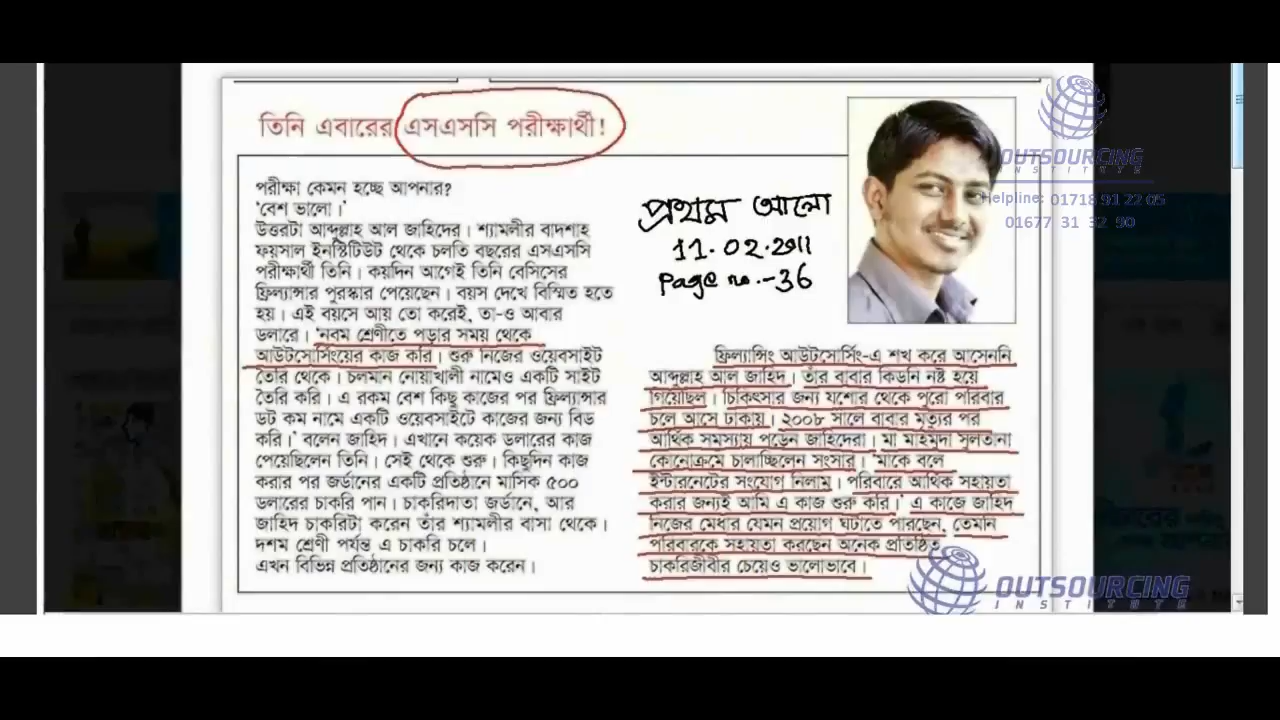 তিনি এবারের এসএসসি পরীক্ষার্থী!
পরীক্ষা কেমন হচ্ছে আপনার?
'বেশ ভালো।'
উত্তরটা আব্দুল্লাহ আল জাহিদের। শ্যামলীর বাদশাহ
ফয়সাল ইনস্টিটিউট থেকে চলতি বছরের এসএসসি
পরীক্ষার্থী তিনি। কয়দিন আগেই তিনি বেসিসের
ফ্রিল্যান্সার পুরস্কার পেয়েছেন। বয়স দেখে বিস্মিত হতে
হয়। এই বয়সে আয় তো করেই, তা-ও আবার
ডলারে। 'নবম শ্রেণীতে পড়ার সময় থেকে
আউটসোর্সিংয়ের কাজ করি। শুরু নিজের ওয়েবসাইট
তৈরি থেকে। চলমান নোয়াখালী নামেও একটি সাইট
তৈরি করি। এ রকম বেশ কিছু কাজের পর ফ্রিল্যান্সার
ডট কম নামে একটি ওয়েবসাইটে কাজের জন্য বিড
করি।' বলেন জাহিদ। এখানে কয়েক ডলারের কাজ
পেয়েছিলেন তিনি। সেই থেকে শুরু। কিছুদিন কাজ
করার পর জর্ডানের একটি প্রতিষ্ঠানে মাসিক ৫০০
ডলারের চাকরি পান। চাকরিদাতা জর্ডানে, আর
জাহিদ চাকরিটা করেন তাঁর শ্যামলীর বাসা থেকে।
দশম শ্রেণী পর্যন্ত এ চাকরি চলে।
এখন বিভিন্ন প্রতিষ্ঠানের জন্য কাজ করেন।
প্রথম আলো
11.02.2011
Page no.-36
ফ্রিল্যান্সিং আউটসোর্সিং-এ শখ করে আসেননি
আব্দুল্লাহ আল জাহিদ। তাঁর বাবার কিডনি নষ্ট হয়ে
গিয়েছিল। চিকিৎসার জন্য যশোর থেকে পুরো পরিবার
চলে আসে ঢাকায়। ২০০৮ সালে বাবার মৃত্যুর পর
আর্থিক সমস্যায় পড়েন জাহিদেরা। মা মাহমুদা সুলতানা
কোনোক্রমে চালাচ্ছিলেন সংসার। 'মাকে বলে
ইন্টারনেটের সংযোগ নিলাম। পরিবারে আর্থিক সহায়তা
করার জন্যই আমি এ কাজ শুরু করি।' এ কাজে জাহিদ
নিজের মেধার যেমন প্রয়োগ ঘটাতে পারছেন, তেমনি
পরিবারকে সহায়তা করছেন অনেক প্রতিষ্ঠিত
চাকরিজীবীর চেয়েও ভালোভাবে।
OUTSOURCING
INSTITUTE
Helpline: 01718 91 22 05
01677 31 32 90
OUTSOURCING
INSTITUTE